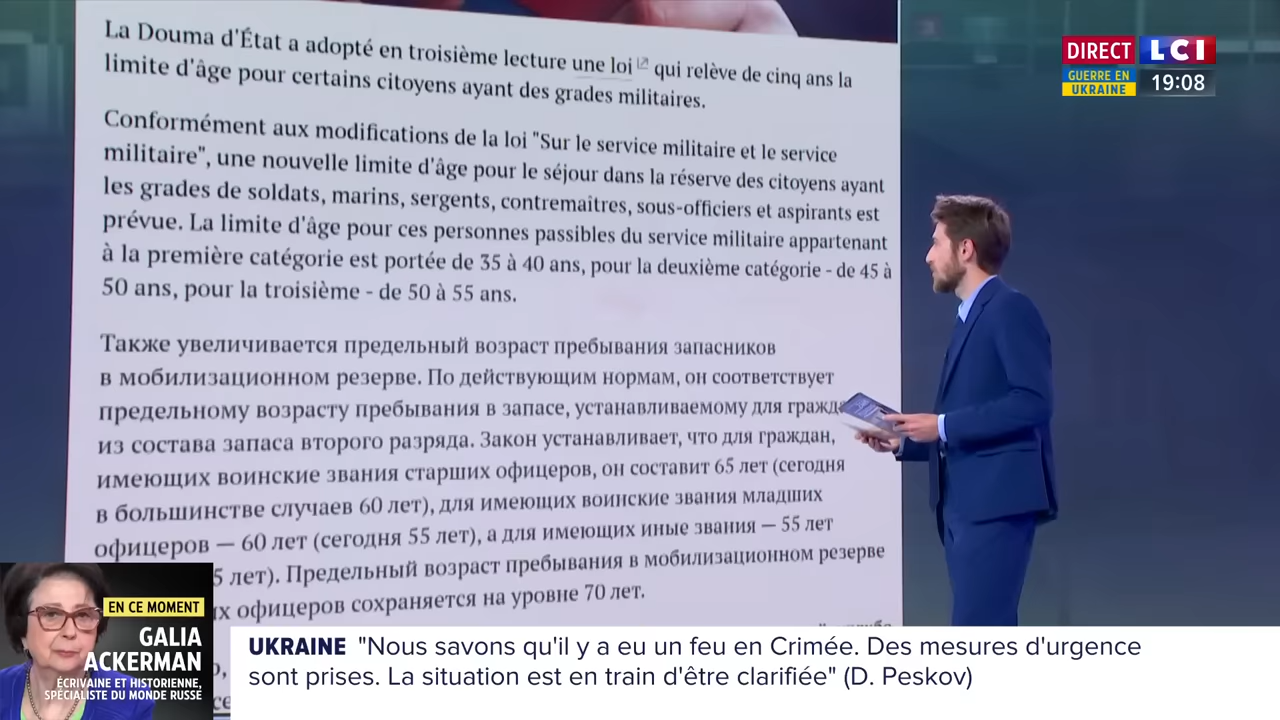 La Douma d'État a adopté en troisième lecture une loi qui relève de cinq ans la
limite d'âge pour certains citoyens ayant des grades militaires.
Conformément aux modifications de la loi "Sur le service militaire et le service
militaire", une nouvelle limite d'âge pour le séjour dans la réserve des citoyens ayant
les grades de soldats, marins, sergents, contremaîtres, sous-officiers et aspirants est
prévue. La limite d'âge pour ces personnes passibles du service militaire appartenant
à la première catégorie est portée de 35 à 40 ans, pour la deuxième catégorie - de 45 à
50 ans, pour la troisième - de 50 à 55 ans.
Также увеличивается предельный возраст пребывания запасников
в мобилизационном резерве. По действующим нормам, он соответствует
предельному возрасту пребывания в запасе, устанавливаемому для
из состава запаса второго разряда. Закон устанавливает, что для граждан,
имеющих воинские звания старших офицеров, он составит 65 лет (сегодня
в большинстве случаев 60 лет), для имеющих воинские звания младших
офицеров — 60 лет (сегодня 55 лет), а для имеющих иные звания — 55 лет
5 лет). Предельный возраст пребывания в мобилизационном резерве
офицеров сохраняется на уровне 70 лет.
DIRECT LCI
GUERRE EN
UKRAINE
19:08
EN CE MOMENT
GALIA
ACKERMAN
ÉCRIVAINE ET HISTORIENNE,
SPÉCIALISTE DU MONDE RUSSE
UKRAINE "Nous savons qu'il y a eu un feu en Crimée. Des mesures d'urgence
sont prises. La situation est en train d'être clarifiée" (D. Peskov)